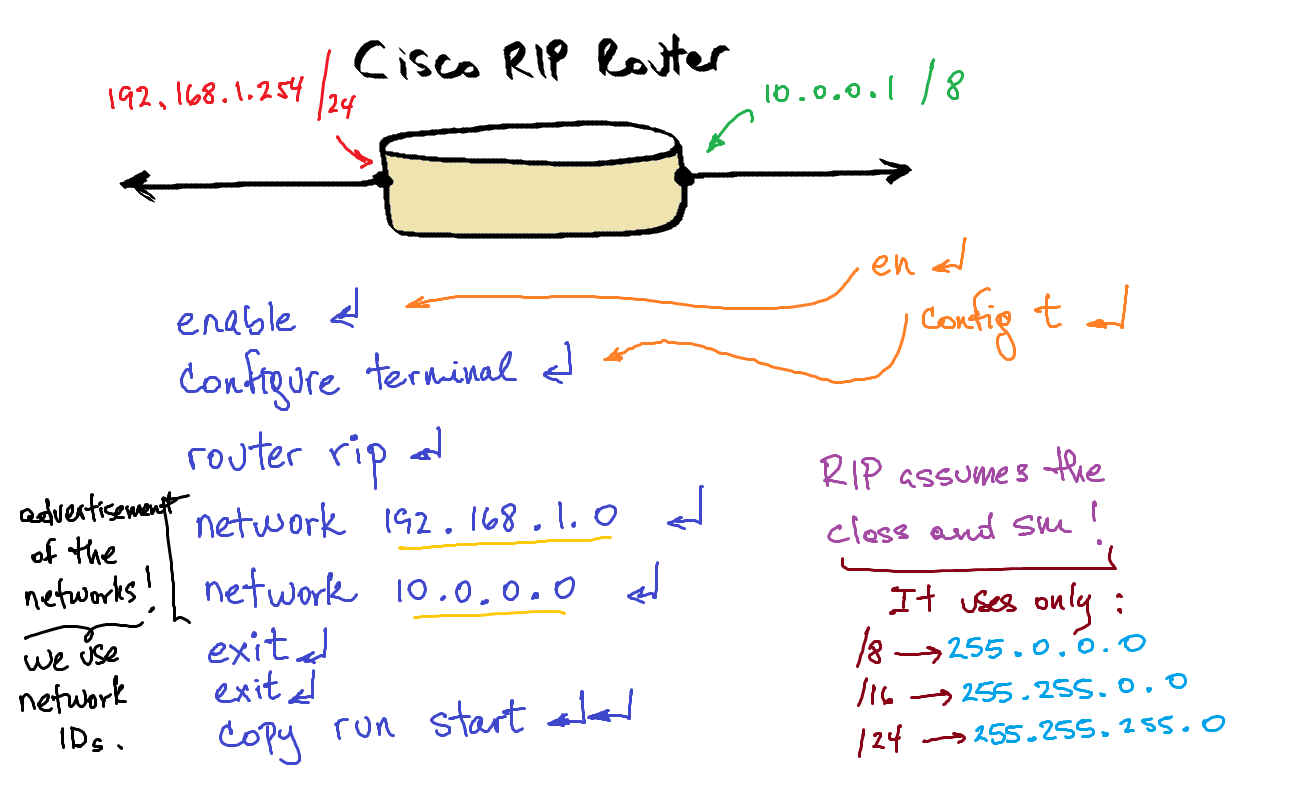 Cisco RIP Router
192.168.1.254/24
10.0.0.1/8
en ↲
config t ↲
enable ↲
configure terminal ↲
router rip ↲
network 192.168.1.0 ↲
network 10.0.0.0 ↲
exit ↲
exit ↲
copy run start ↲↲
advertisement
of the
networks!
we use
network
IDs.
RIP assumes the
class and sm!
It uses only:
/8 → 255.0.0.0
/16 → 255.255.0.0
/24 → 255.255.255.0